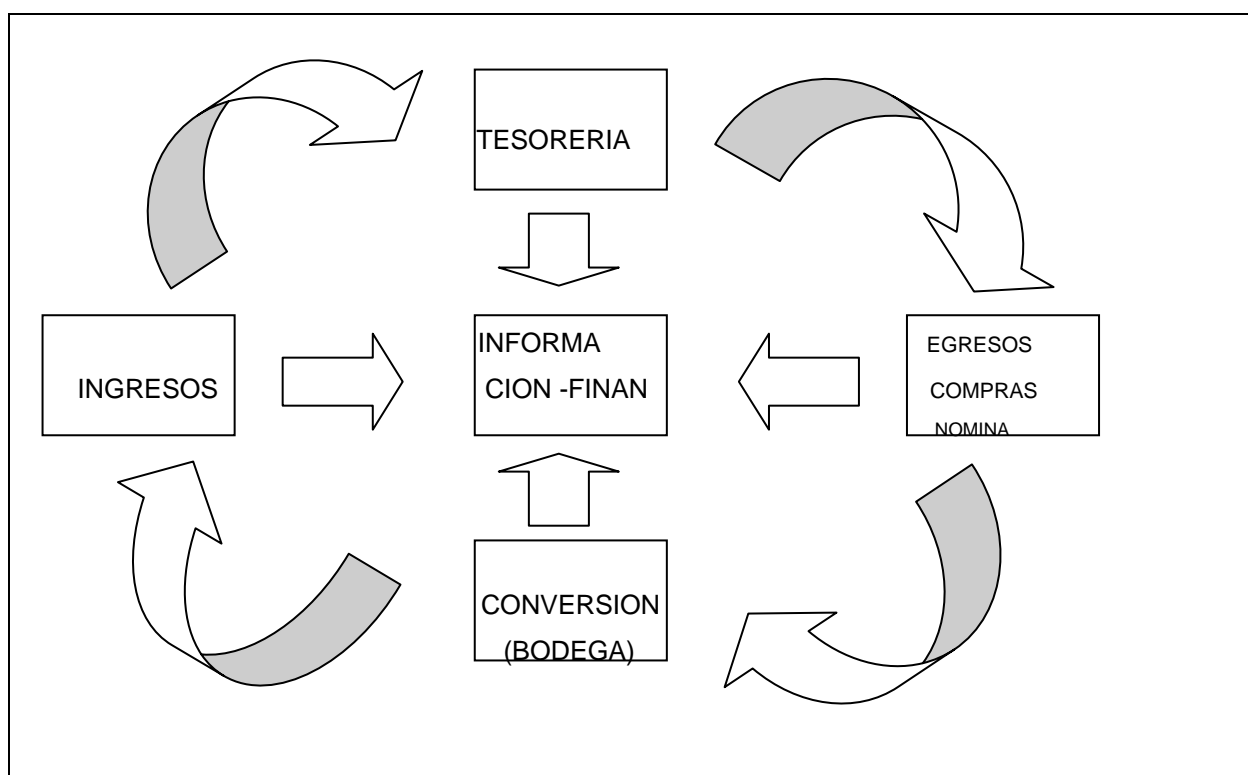 TESORERIA
INGRESOS
INFORMA
CION -FINAN
EGRESOS
COMPRAS
NOMINA
CONVERSION
(BODEGA)